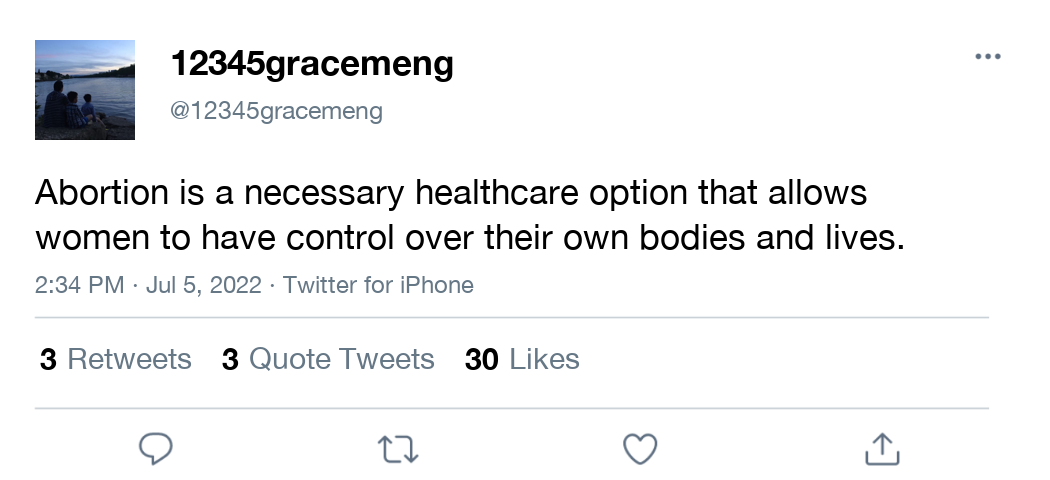 12345gracemeng
@12345gracemeng
Abortion is a necessary healthcare option that allows
women to have control over their own bodies and lives.
2:34 PM · Jul 5, 2022 · Twitter for iPhone
3 Retweets 3 Quote Tweets 30 Likes